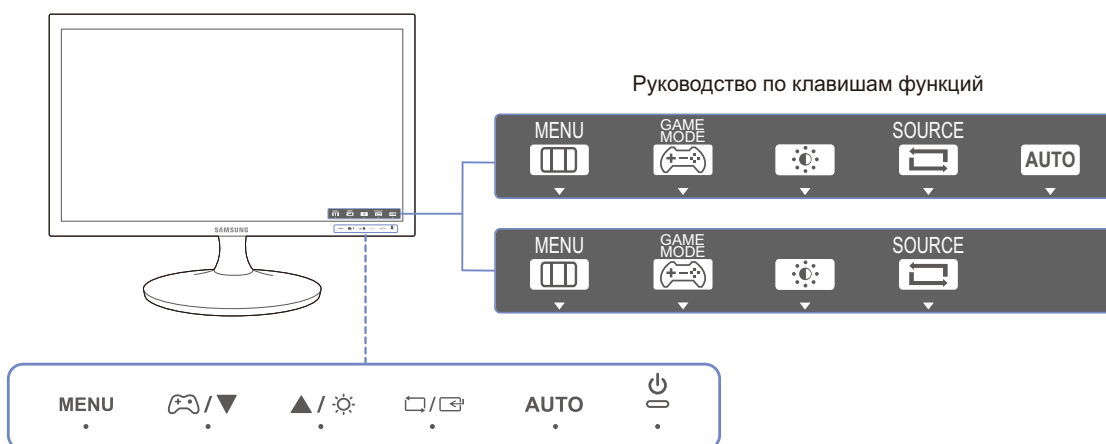 Руководство по клавишам функций
MENU
GAME
MODE
SOURCE
AUTO
SAMSUNG
MENU
GAME
MODE
SOURCE
MENU / ▼ ▲ / / AUTO